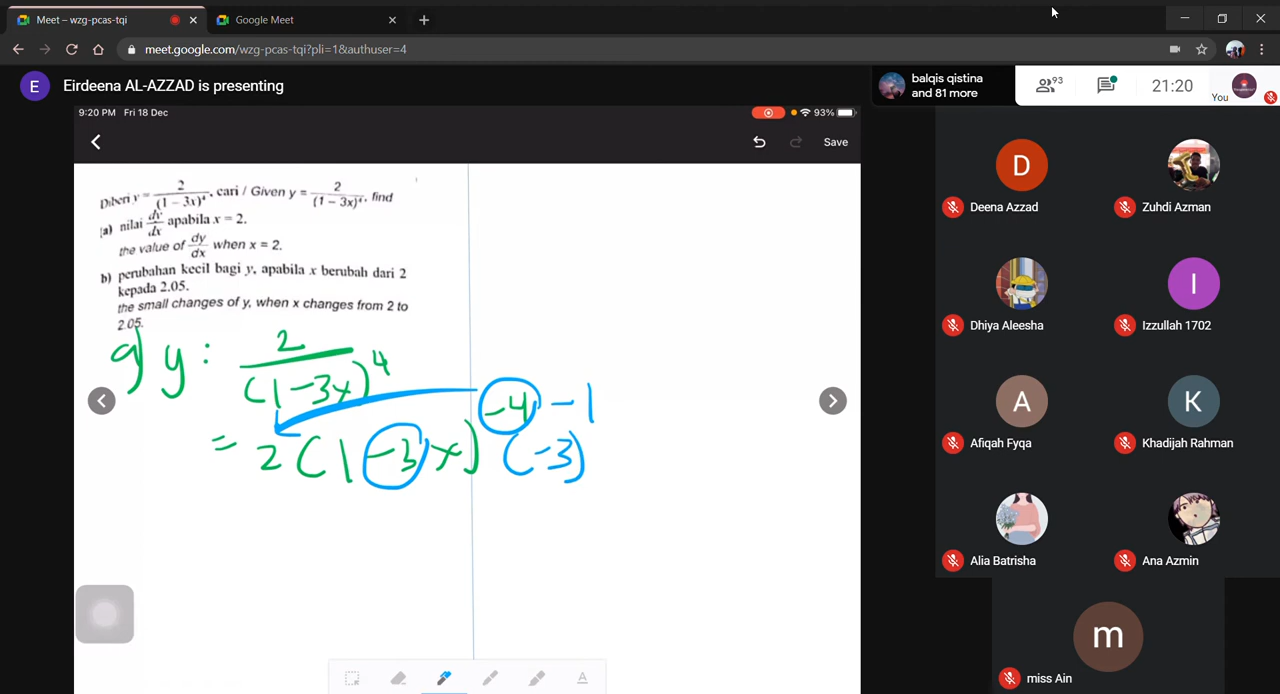 Meet – wzg-pcas-tqi
Google Meet
meet.google.com/wzg-pcas-tqi?pli=1&authuser=4
E
Eirdeena AL-AZZAD is presenting
balqis qistina
and 81 more
93
21:20
You
9:20 PM Fri 18 Dec
93%
Save
Diberi y = 2/(1 − 3x)⁴, cari / Given y = 2/(1 − 3x)⁴, find
(a) nilai dy/dx apabila x = 2.
the value of dy/dx when x = 2.
b) perubahan kecil bagi y, apabila x berubah dari 2
kepada 2.05.
the small changes of y, when x changes from 2 to
2.05.
a) y : 2/(1−3x)⁴
−4 −1
= 2(1−3x) (−3)
A
D
Deena Azzad
Zuhdi Azman
Dhiya Aleesha
I
Izzullah 1702
A
Afiqah Fyqa
K
Khadijah Rahman
Alia Batrisha
Ana Azmin
m
miss Ain